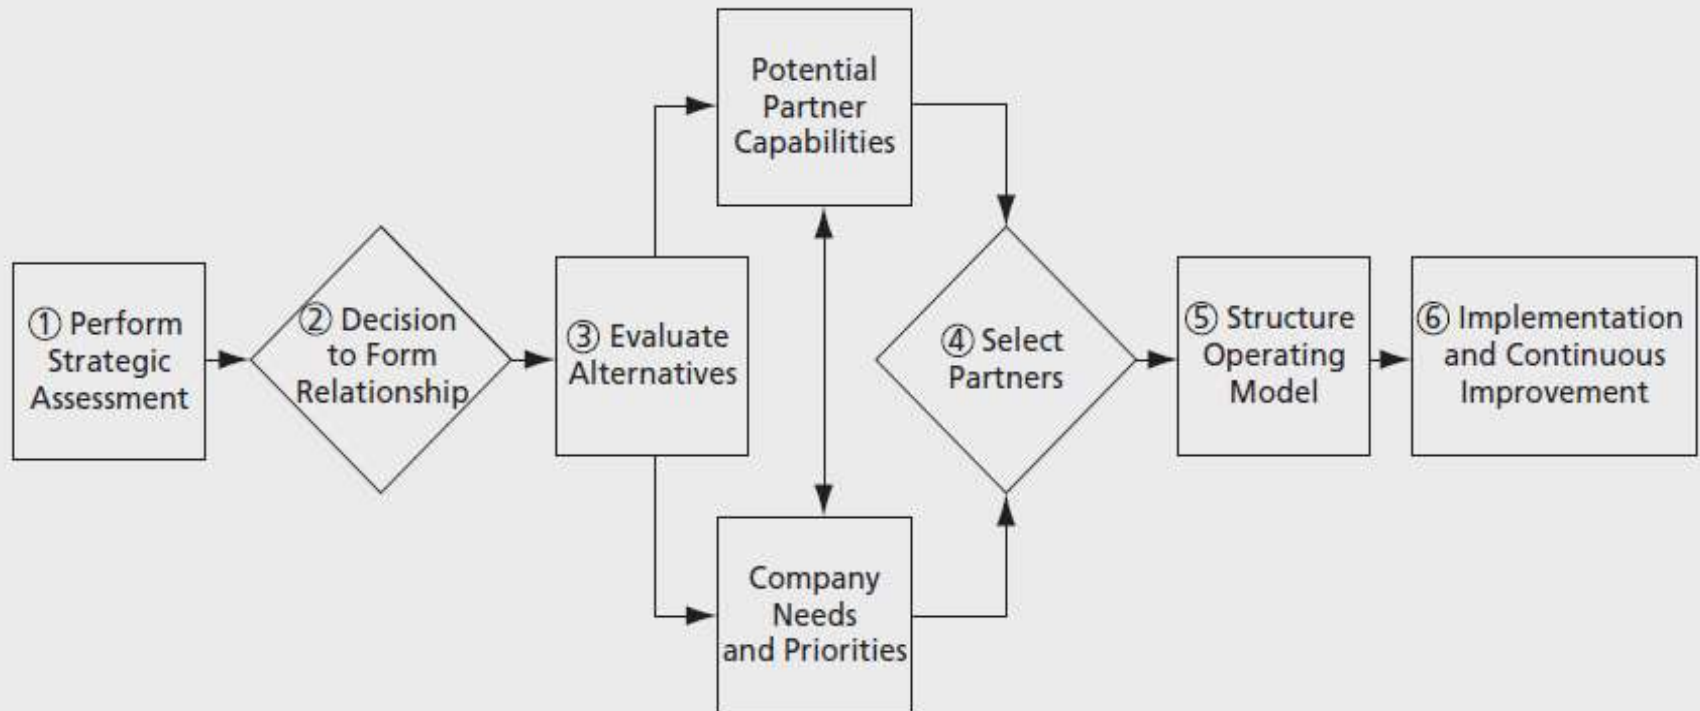 ① Perform
Strategic
Assessment
② Decision
to Form
Relationship
③ Evaluate
Alternatives
Potential
Partner
Capabilities
Company
Needs
and Priorities
④ Select
Partners
⑤ Structure
Operating
Model
⑥ Implementation
and Continuous
Improvement